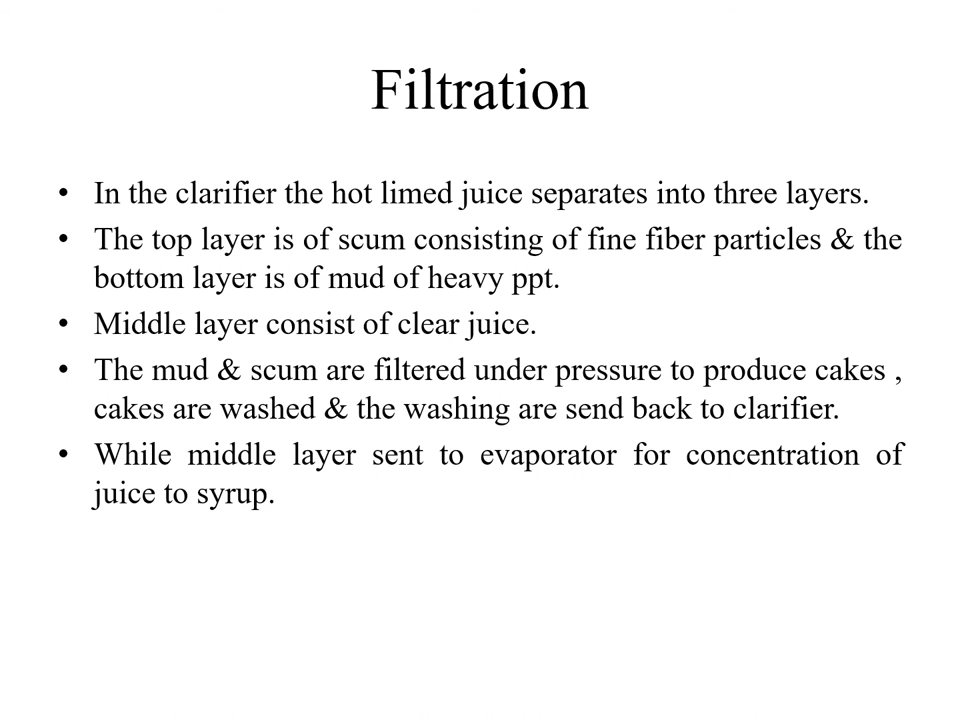 Filtration
• In the clarifier the hot limed juice separates into three layers.
• The top layer is of scum consisting of fine fiber particles & the
bottom layer is of mud of heavy ppt.
• Middle layer consist of clear juice.
• The mud & scum are filtered under pressure to produce cakes ,
cakes are washed & the washing are send back to clarifier.
• While middle layer sent to evaporator for concentration of
juice to syrup.